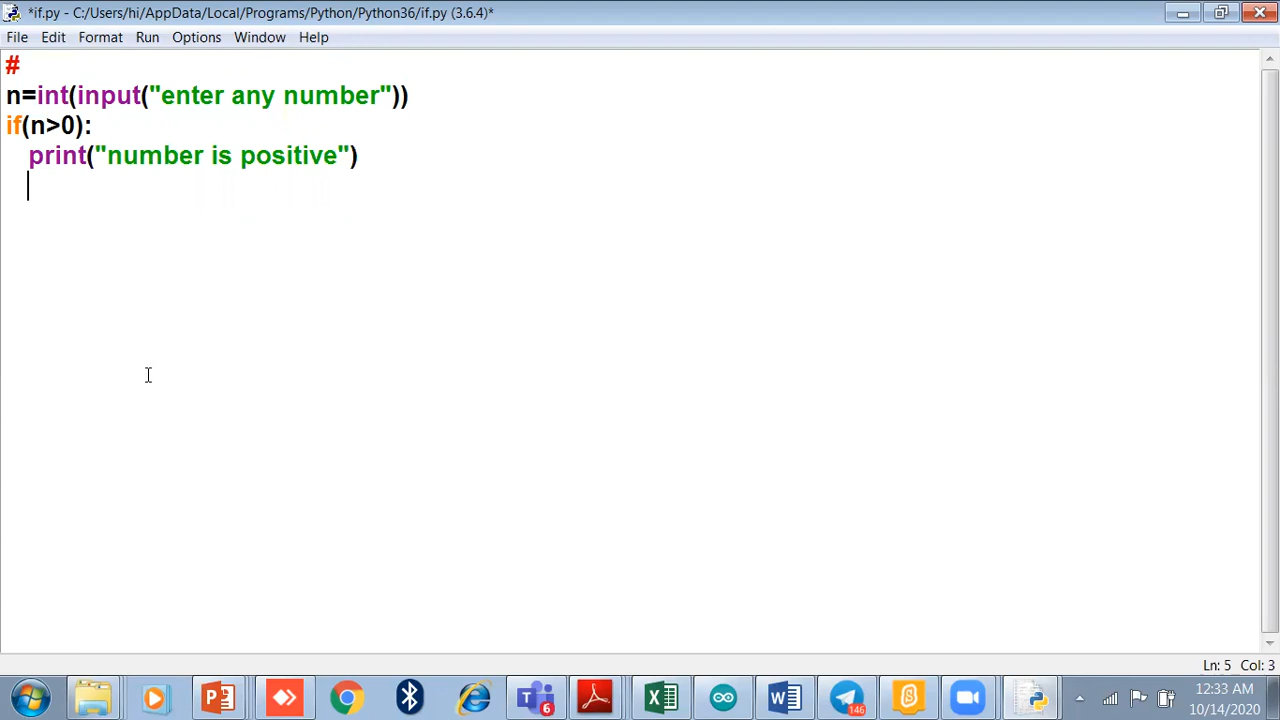 *if.py - C:/Users/hi/AppData/Local/Programs/Python/Python36/if.py (3.6.4)*
File Edit Format Run Options Window Help
#
n=int(input("enter any number"))
if(n>0):
print("number is positive")
Ln: 5 Col: 3
6
146
12:33 AM
10/14/2020